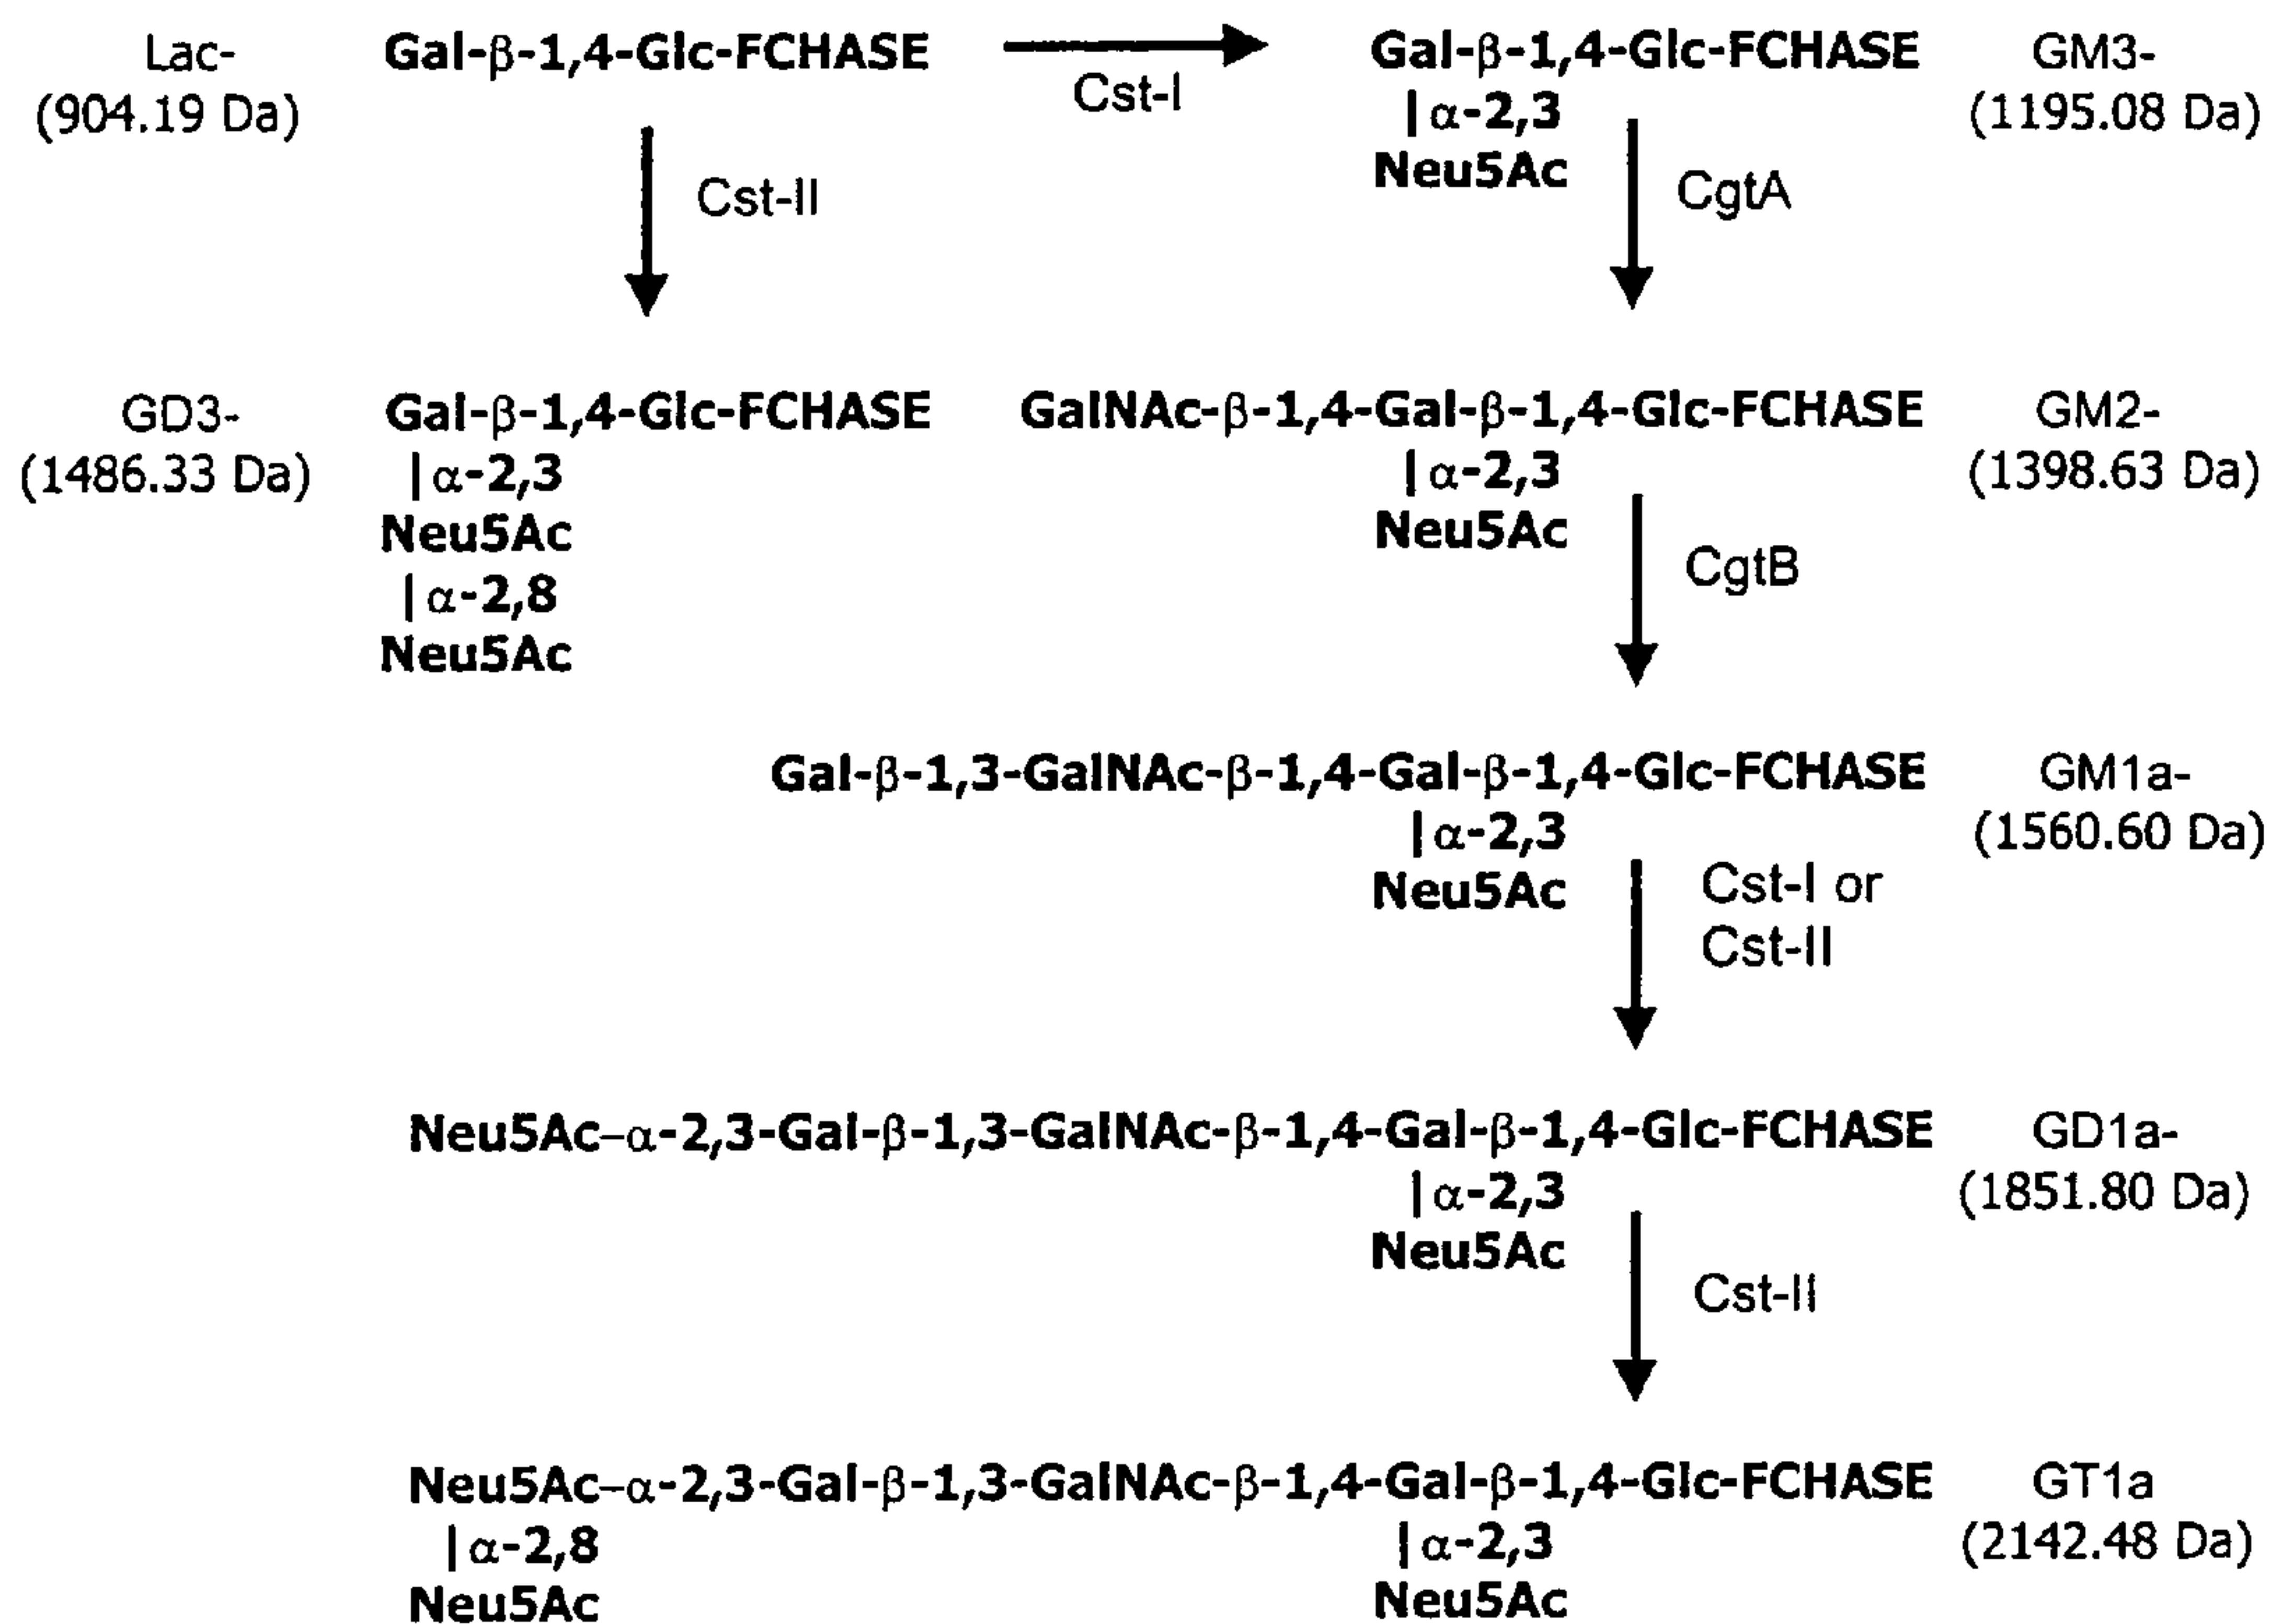 Lac-
(904.19 Da)
Gal-β-1,4-Glc-FCHASE
Cst-I
Gal-β-1,4-Glc-FCHASE
|α-2,3
Neu5Ac
GM3-
(1195.08 Da)
Cst-II
CgtA
GD3-
(1486.33 Da)
Gal-β-1,4-Glc-FCHASE
|α-2,3
Neu5Ac
|α-2,8
Neu5Ac
GalNAc-β-1,4-Gal-β-1,4-Glc-FCHASE
|α-2,3
Neu5Ac
GM2-
(1398.63 Da)
CgtB
Gal-β-1,3-GalNAc-β-1,4-Gal-β-1,4-Glc-FCHASE
|α-2,3
Neu5Ac
GM1a-
(1560.60 Da)
Cst-I or
Cst-II
Neu5Ac–α-2,3-Gal-β-1,3-GalNAc-β-1,4-Gal-β-1,4-Glc-FCHASE
|α-2,3
Neu5Ac
GD1a-
(1851.80 Da)
Cst-II
Neu5Ac–α-2,3-Gal-β-1,3-GalNAc-β-1,4-Gal-β-1,4-Glc-FCHASE
|α-2,8
Neu5Ac
|α-2,3
Neu5Ac
GT1a
(2142.48 Da)